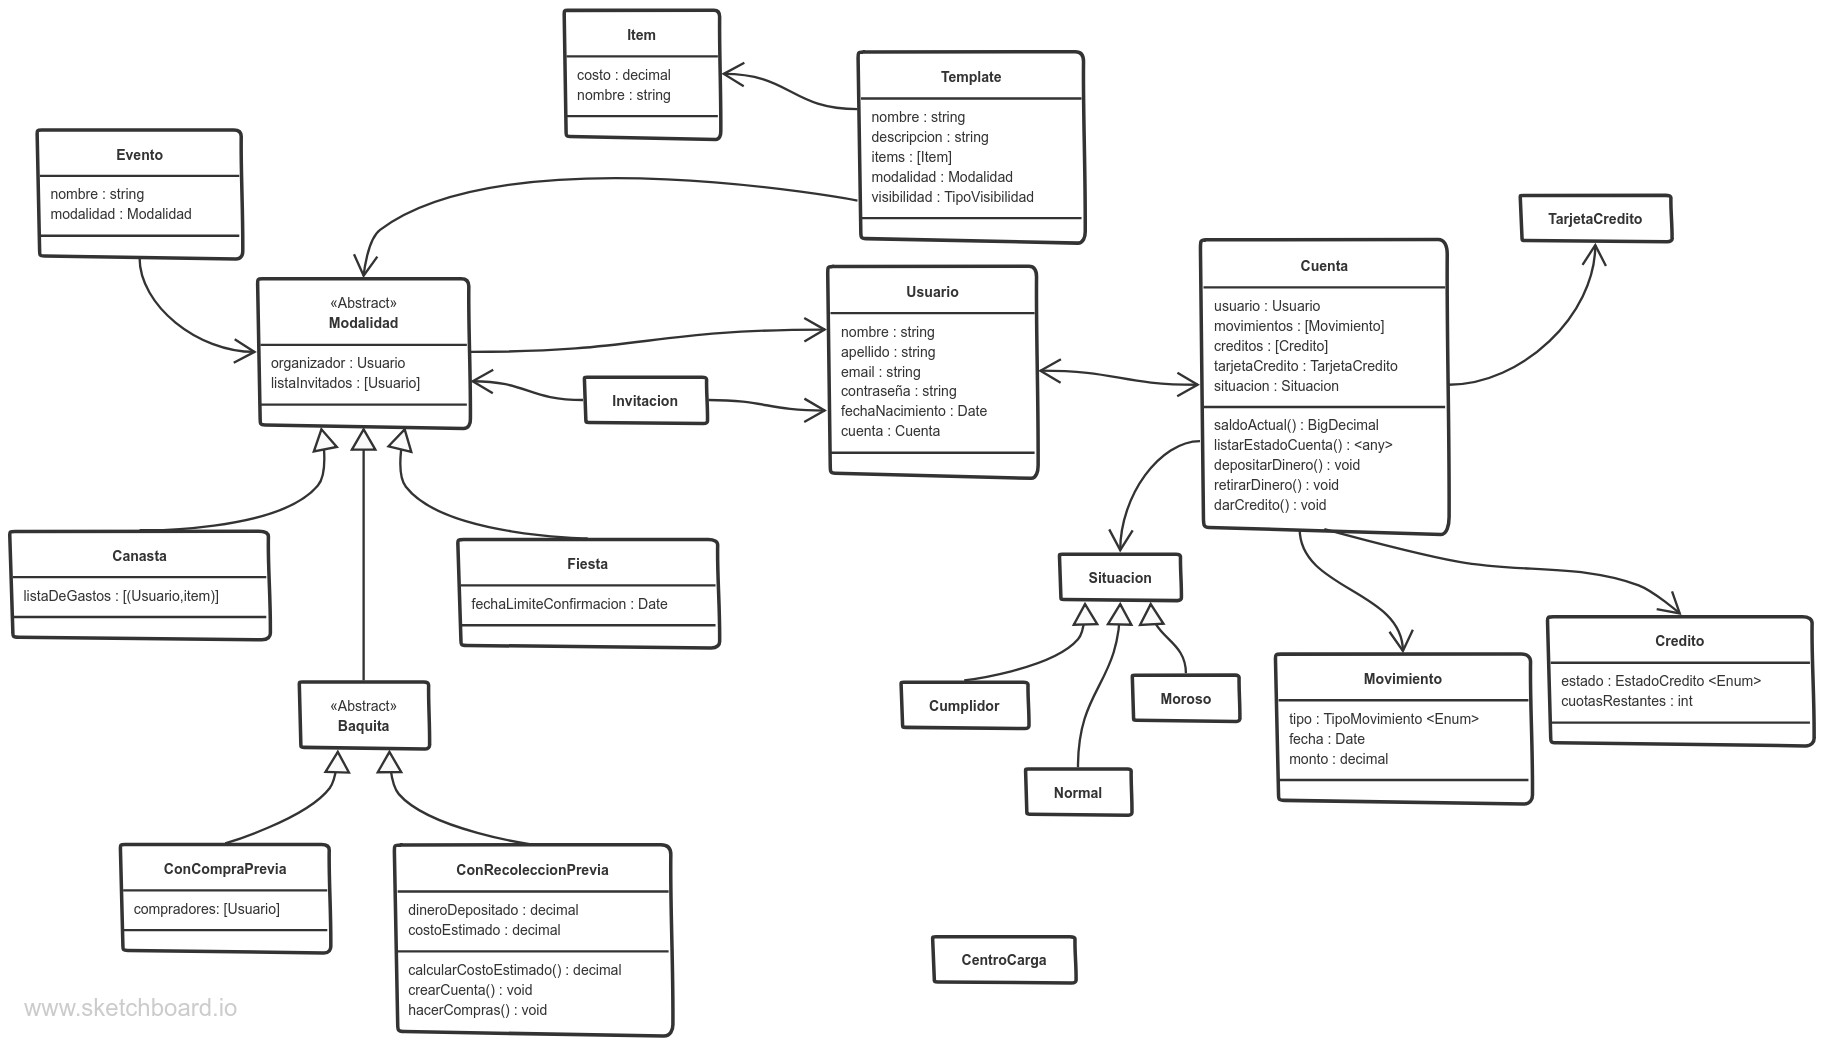 Item
costo : decimal
nombre : string
Template
nombre : string
descripcion : string
items : [Item]
modalidad : Modalidad
visibilidad : TipoVisibilidad
Evento
nombre : string
modalidad : Modalidad
TarjetaCredito
«Abstract»
Modalidad
organizador : Usuario
listaInvitados : [Usuario]
Usuario
nombre : string
apellido : string
email : string
contraseña : string
fechaNacimiento : Date
cuenta : Cuenta
Cuenta
usuario : Usuario
movimientos : [Movimiento]
creditos : [Credito]
tarjetaCredito : TarjetaCredito
situacion : Situacion
saldoActual() : BigDecimal
listarEstadoCuenta() : <any>
depositarDinero() : void
retirarDinero() : void
darCredito() : void
Invitacion
Canasta
listaDeGastos : [(Usuario,item)]
Fiesta
fechaLimiteConfirmacion : Date
Situacion
Cumplidor
Moroso
Normal
Movimiento
tipo : TipoMovimiento <Enum>
fecha : Date
monto : decimal
Credito
estado : EstadoCredito <Enum>
cuotasRestantes : int
«Abstract»
Baquita
ConCompraPrevia
compradores: [Usuario]
ConRecoleccionPrevia
dineroDepositado : decimal
costoEstimado : decimal
calcularCostoEstimado() : decimal
crearCuenta() : void
hacerCompras() : void
CentroCarga
www.sketchboard.io